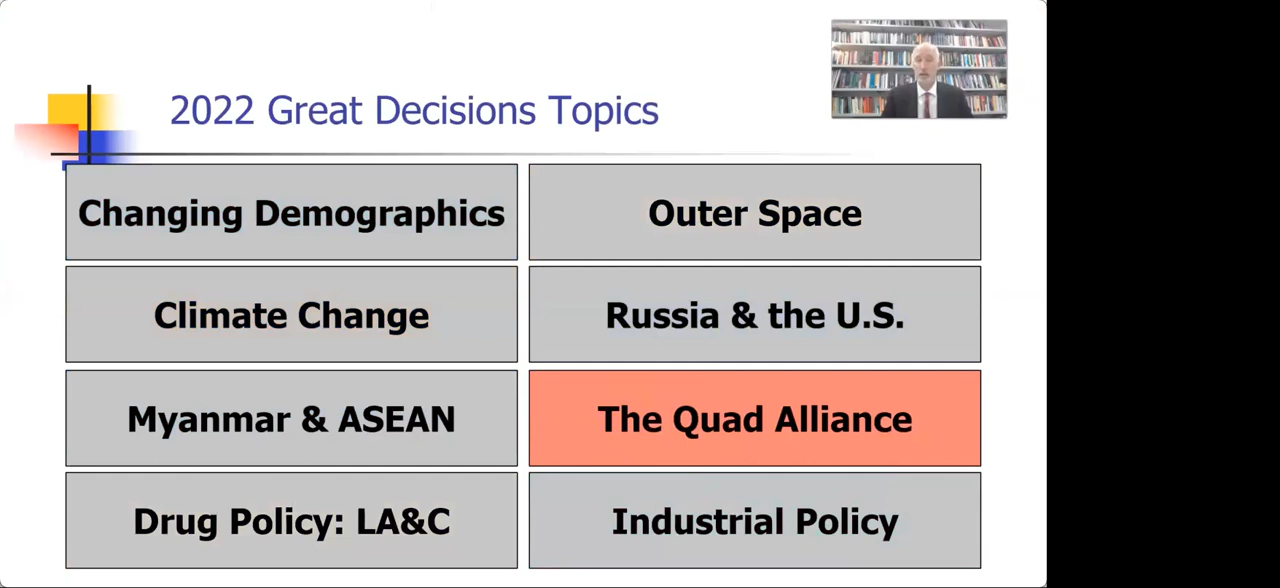 2022 Great Decisions Topics
Changing Demographics
Outer Space
Climate Change
Russia & the U.S.
Myanmar & ASEAN
The Quad Alliance
Drug Policy: LA&C
Industrial Policy